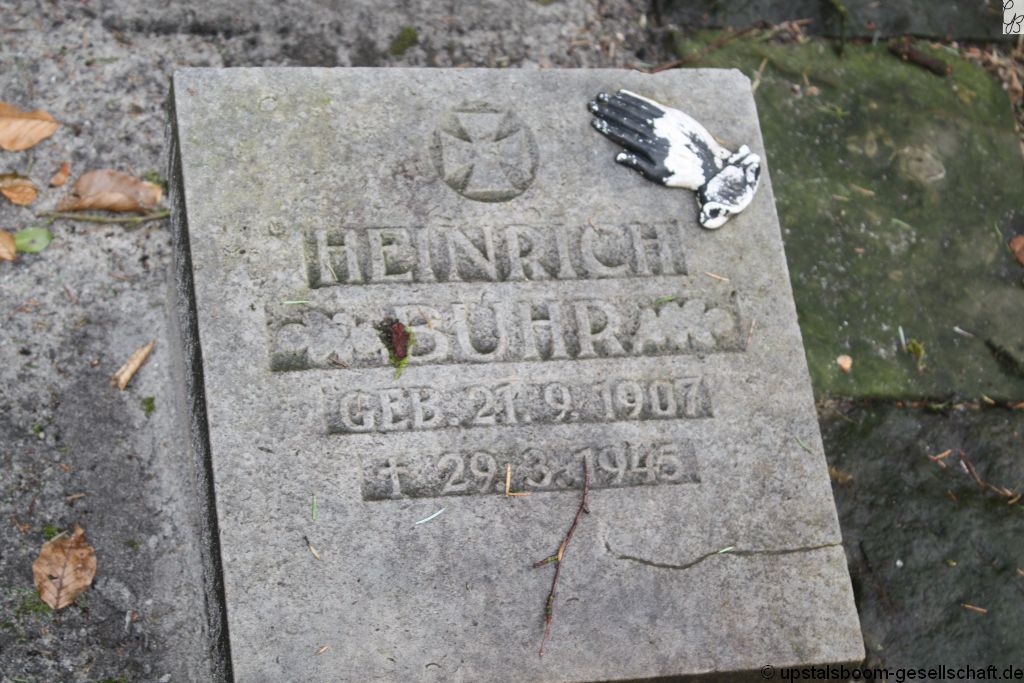 HEINRICH
BUHR
GEB. 21. 9. 1907
† 29. 3. 1945
© upstalsboom-gesellschaft.de